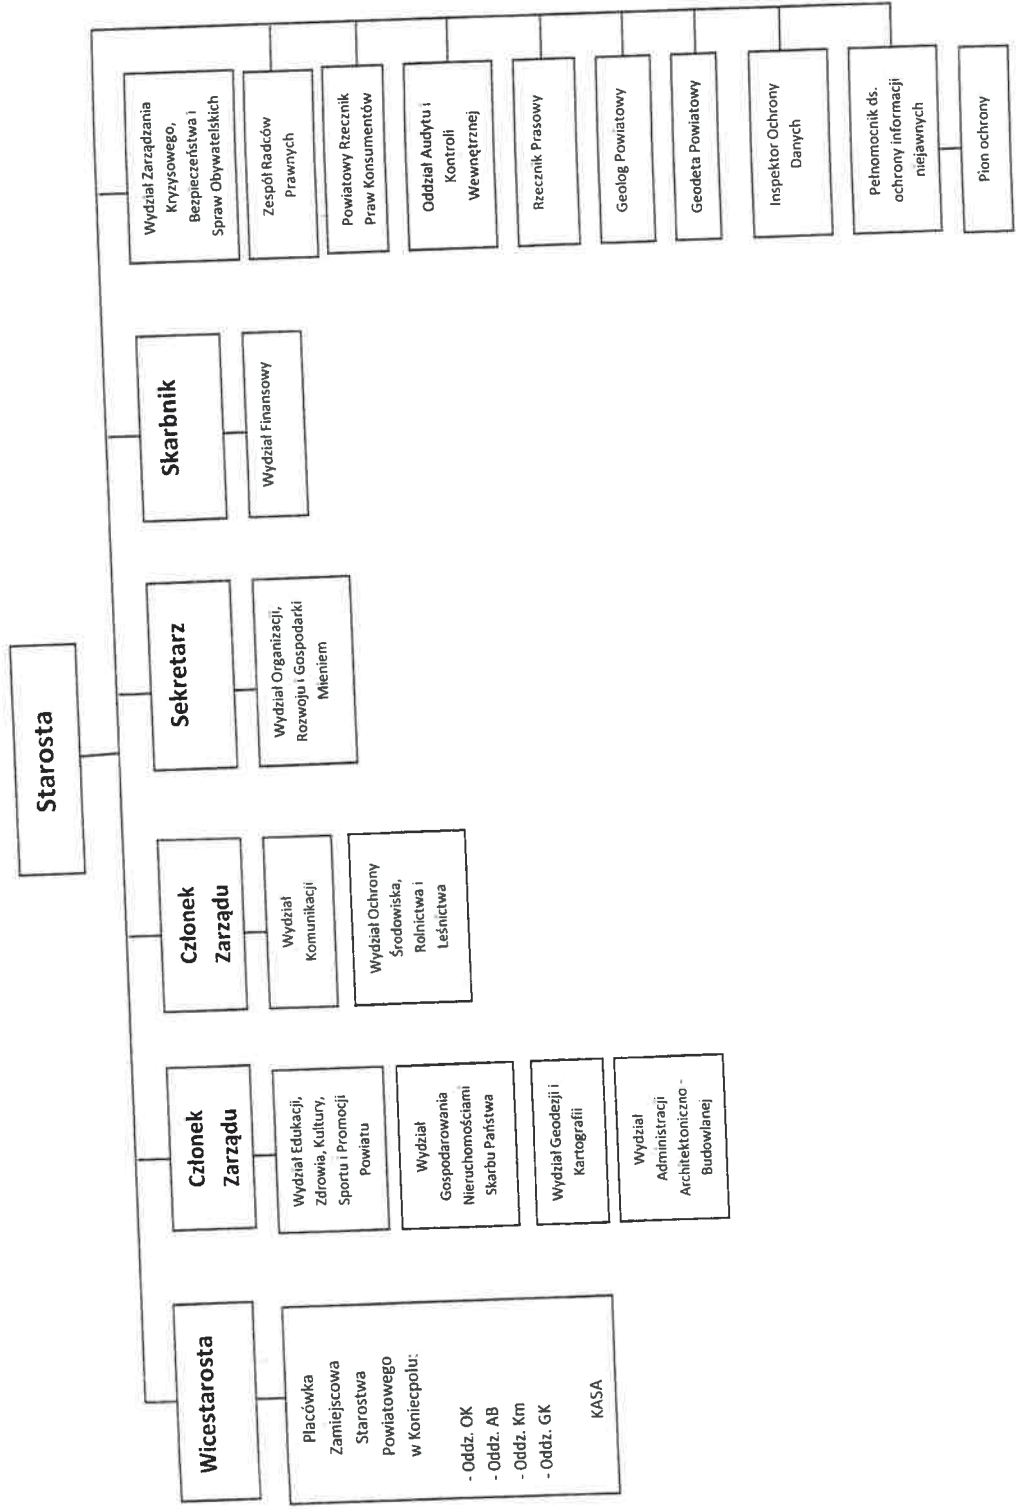 Starosta
Wicestarosta
Placówka
Zamiejscowa
Starostwa
Powiatowego
w Koniecpolu:
- Oddz. OK
- Oddz. AB
- Oddz. Km
- Oddz. GK
KASA
Członek
Zarządu
Wydział Edukacji,
Zdrowia, Kultury,
Sportu i Promocji
Powiatu
Wydział
Gospodarowania
Nieruchomościami
Skarbu Państwa
Wydział Geodezji i
Kartografii
Wydział
Administracji
Architektoniczno -
Budowlanej
Członek
Zarządu
Wydział
Komunikacji
Wydział Ochrony
Środowiska,
Rolnictwa i
Leśnictwa
Sekretarz
Wydział Organizacji,
Rozwoju i Gospodarki
Mieniem
Skarbnik
Wydział Finansowy
Wydział Zarządzania
Kryzysowego,
Bezpieczeństwa i
Spraw Obywatelskich
Zespół Radców
Prawnych
Powiatowy Rzecznik
Praw Konsumentów
Oddział Audytu i
Kontroli
Wewnętrznej
Rzecznik Prasowy
Geolog Powiatowy
Geodeta Powiatowy
Inspektor Ochrony
Danych
Pełnomocnik ds.
ochrony informacji
niejawnych
Pion ochrony